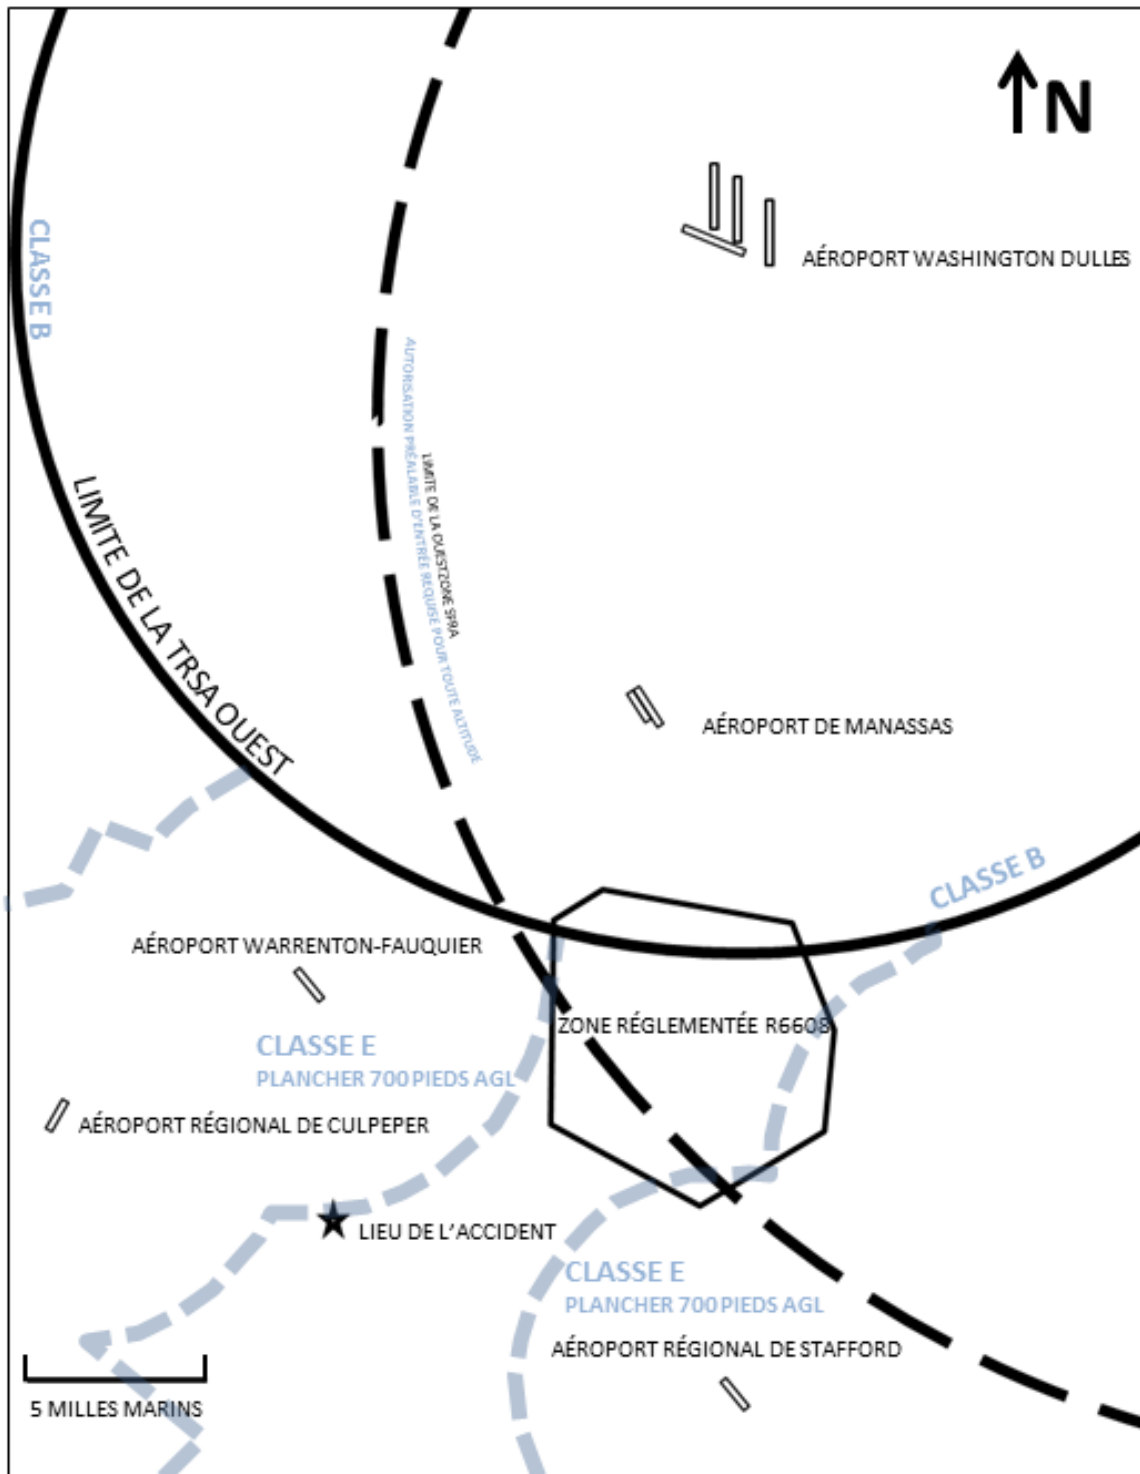 N
CLASSE B
AÉROPORT WASHINGTON DULLES
AUTORISATION PRÉALABLE D'ENTRÉE REQUISE POUR TOUTE ALTITUDE
LIMITE DE LA OUESTZONE SFRA
LIMITE DE LA TRSA OUEST
AÉROPORT DE MANASSAS
CLASSE B
AÉROPORT WARRENTON-FAUQUIER
ZONE RÉGLEMENTÉE R6608
CLASSE E
PLANCHER 700 PIEDS AGL
AÉROPORT RÉGIONAL DE CULPEPER
LIEU DE L'ACCIDENT
CLASSE E
PLANCHER 700 PIEDS AGL
AÉROPORT RÉGIONAL DE STAFFORD
5 MILLES MARINS